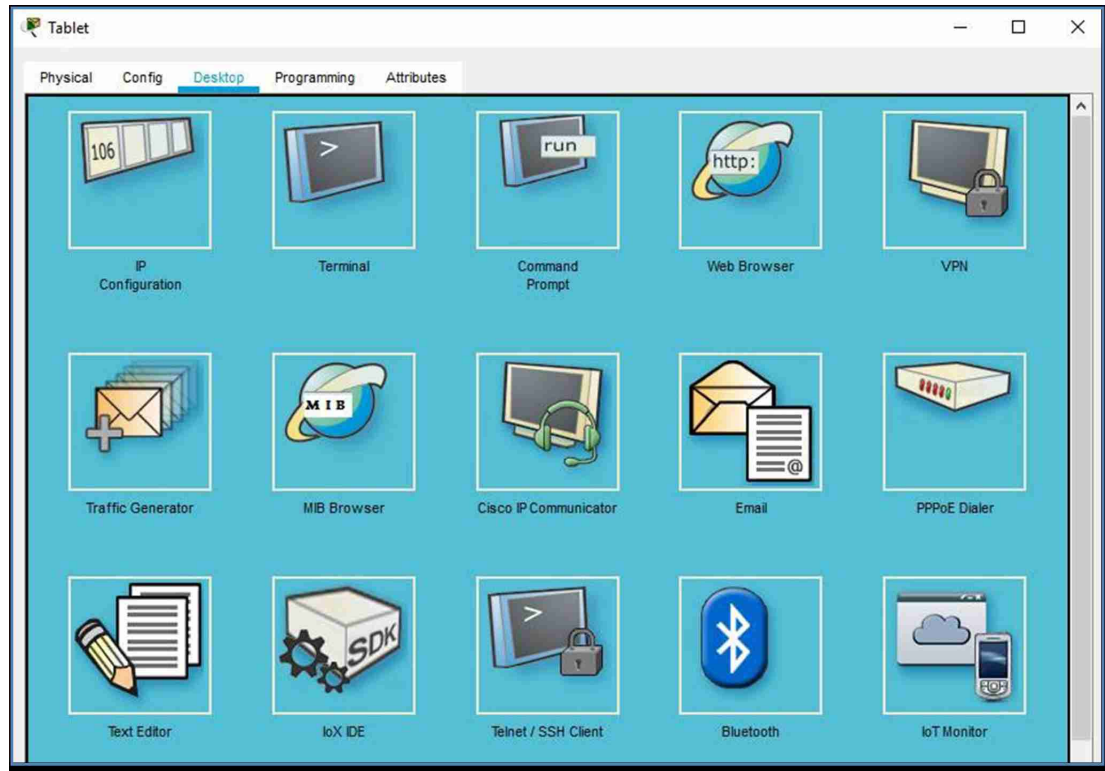 Tablet
Physical Config Desktop Programming Attributes
106
>
run
http:
IP
Configuration
Terminal
Command
Prompt
Web Browser
VPN
MIB
Traffic Generator
MIB Browser
Cisco IP Communicator
Email
PPPoE Dialer
@
SDK
>
Text Editor
IoX IDE
Telnet / SSH Client
Bluetooth
IoT Monitor